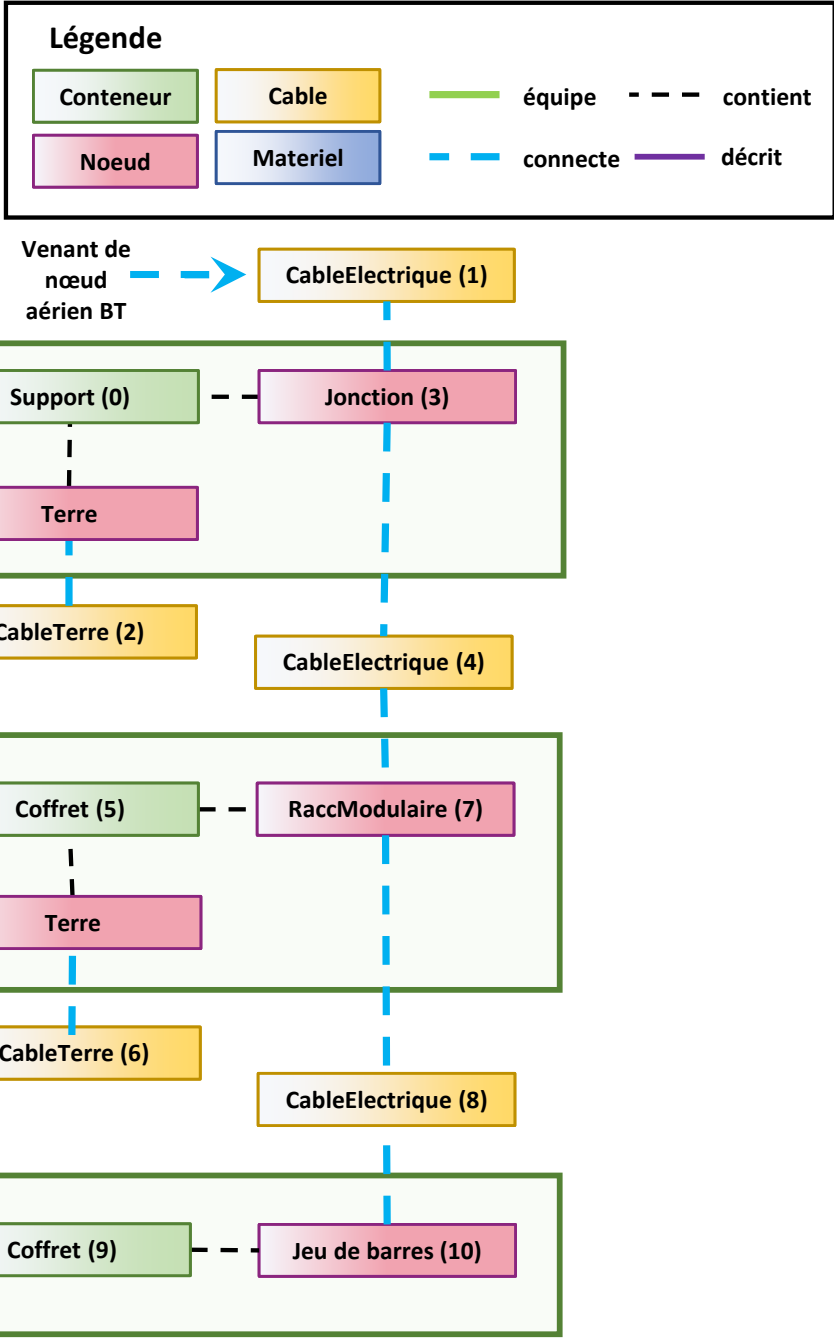 Légende
Conteneur
Cable
équipe
contient
Noeud
Materiel
connecte
décrit
Venant de
nœud
aérien BT
CableElectrique (1)
Support (0)
Jonction (3)
Terre
CableTerre (2)
CableElectrique (4)
Coffret (5)
RaccModulaire (7)
Terre
CableTerre (6)
CableElectrique (8)
Coffret (9)
Jeu de barres (10)